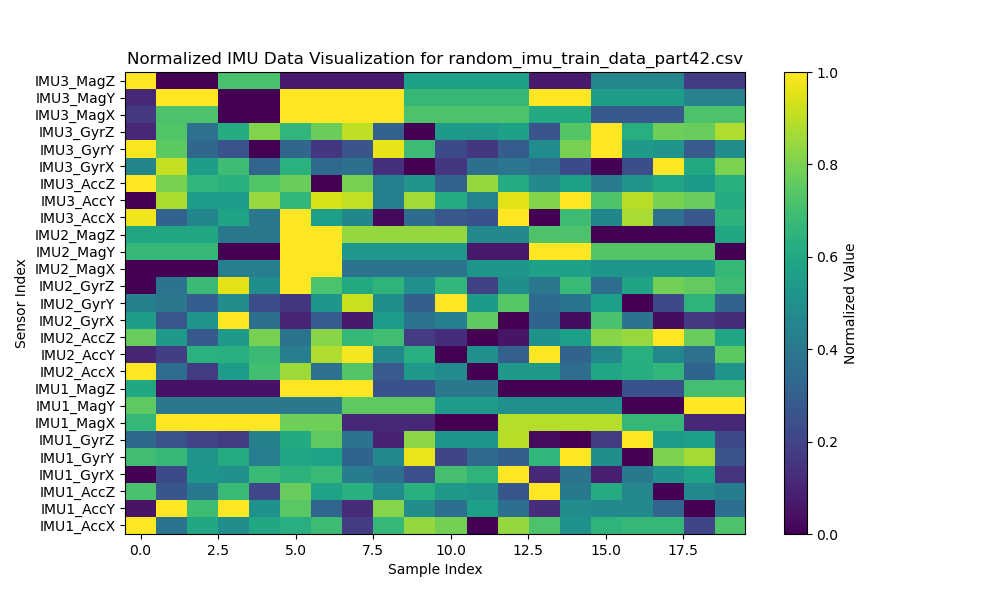 Normalized IMU Data Visualization for random_imu_train_data_part42.csv
IMU3_MagZ
IMU3_MagY
IMU3_MagX
IMU3_GyrZ
IMU3_GyrY
IMU3_GyrX
IMU3_AccZ
IMU3_AccY
IMU3_AccX
IMU2_MagZ
IMU2_MagY
IMU2_MagX
IMU2_GyrZ
IMU2_GyrY
IMU2_GyrX
IMU2_AccZ
IMU2_AccY
IMU2_AccX
IMU1_MagZ
IMU1_MagY
IMU1_MagX
IMU1_GyrZ
IMU1_GyrY
IMU1_GyrX
IMU1_AccZ
IMU1_AccY
IMU1_AccX
Sensor Index
0.0 2.5 5.0 7.5 10.0 12.5 15.0 17.5
Sample Index
1.0
0.8
0.6
0.4
0.2
0.0
Normalized Value